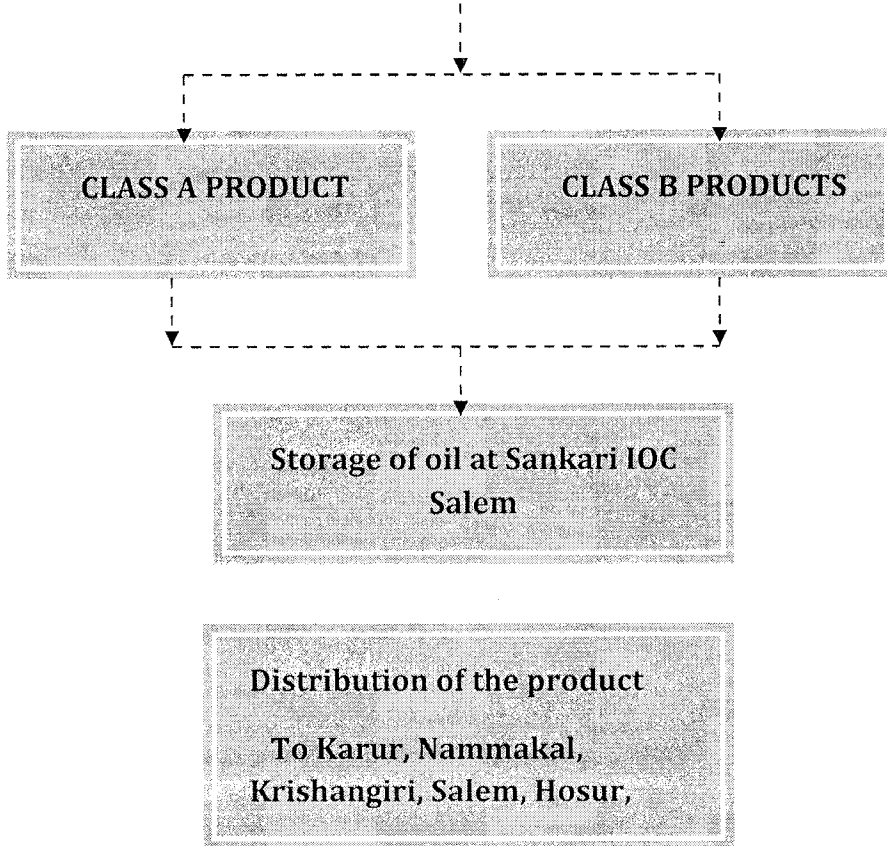 CLASS A PRODUCT
CLASS B PRODUCTS
Storage of oil at Sankari IOC
Salem
Distribution of the product
To Karur, Nammakal,
Krishangiri, Salem, Hosur,